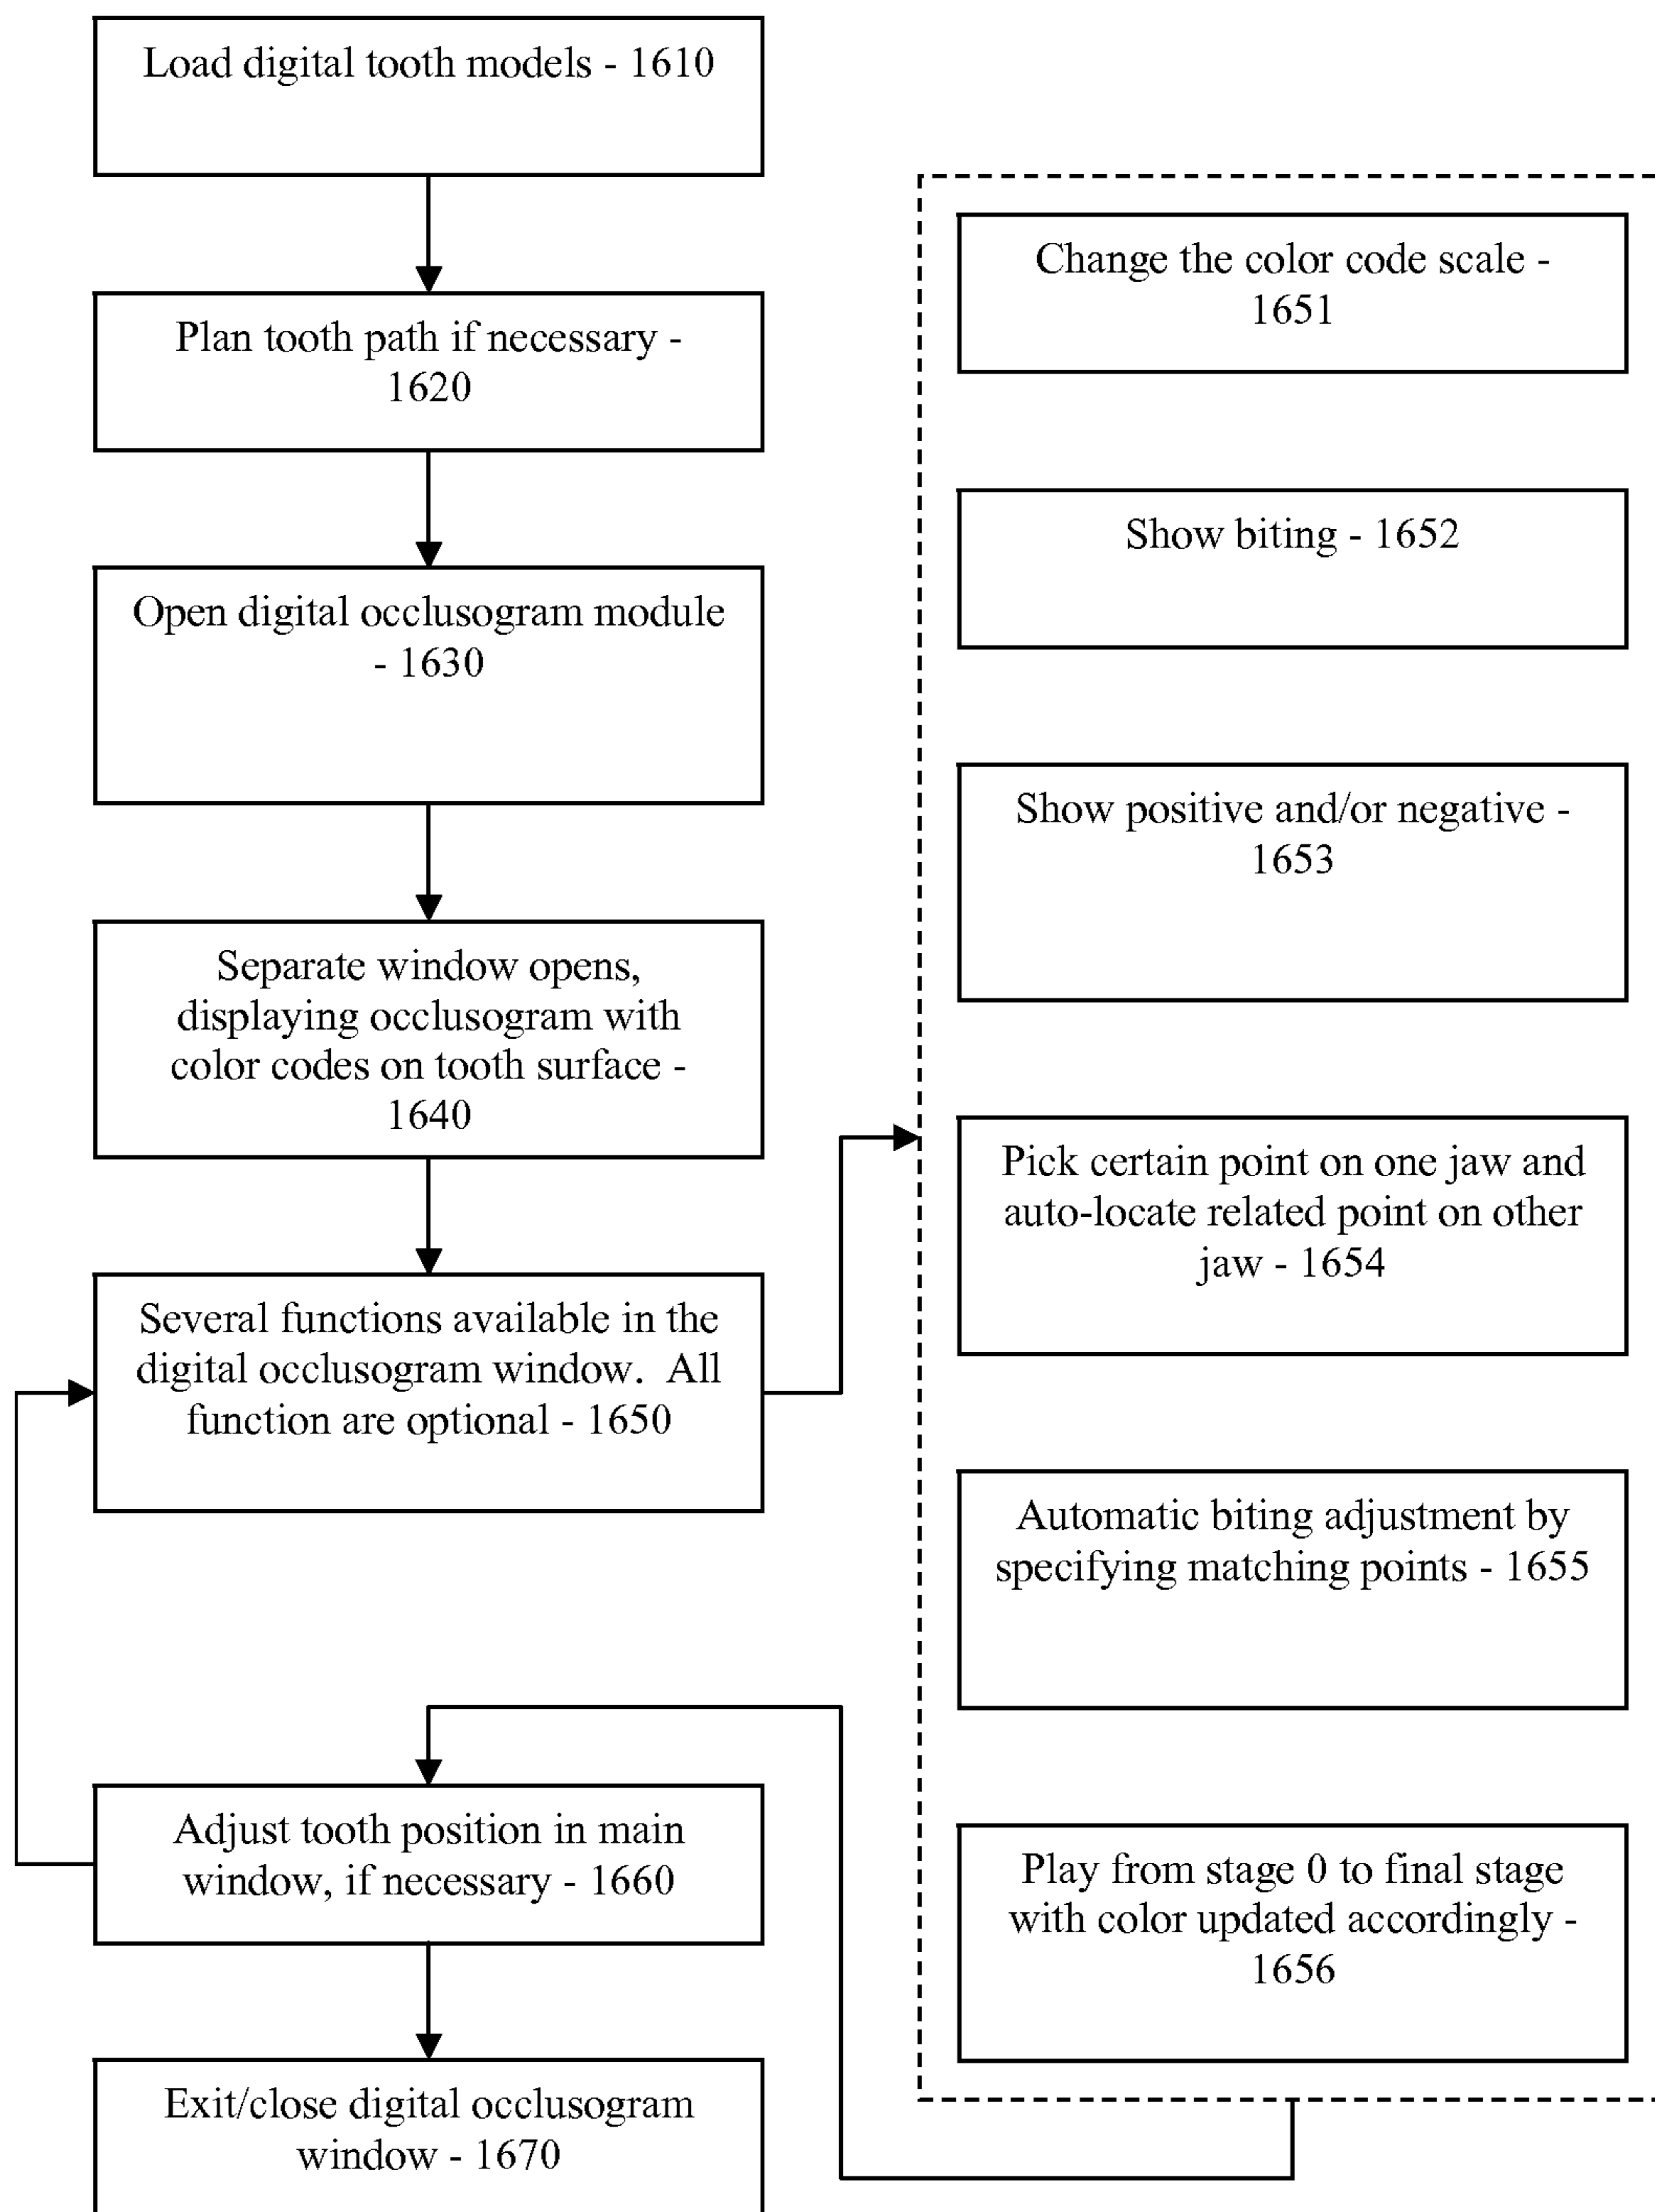 Load digital tooth models - 1610
Plan tooth path if necessary -
1620
Open digital occlusogram module
- 1630
Separate window opens,
displaying occlusogram with
color codes on tooth surface -
1640
Several functions available in the
digital occlusogram window.  All
function are optional - 1650
Adjust tooth position in main
window, if necessary - 1660
Exit/close digital occlusogram
window - 1670
Change the color code scale -
1651
Show biting - 1652
Show positive and/or negative -
1653
Pick certain point on one jaw and
auto-locate related point on other
jaw - 1654
Automatic biting adjustment by
specifying matching points - 1655
Play from stage 0 to final stage
with color updated accordingly -
1656